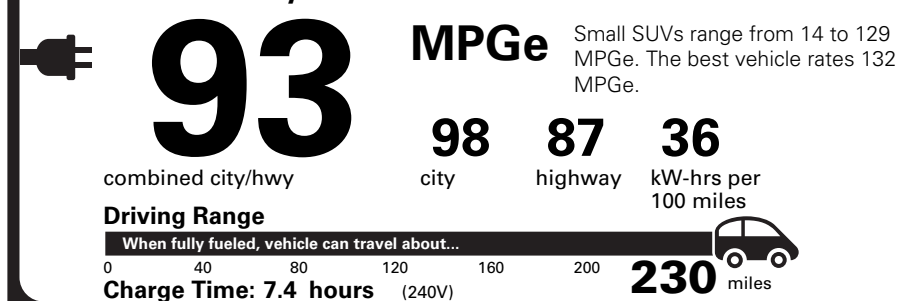 93
MPGe
Small SUVs range from 14 to 129
MPGe. The best vehicle rates 132
MPGe.
98 87 36
combined city/hwy city highway kW-hrs per
100 miles
Driving Range
When fully fueled, vehicle can travel about...
0 40 80 120 160 200 230 miles
Charge Time: 7.4 hours (240V)